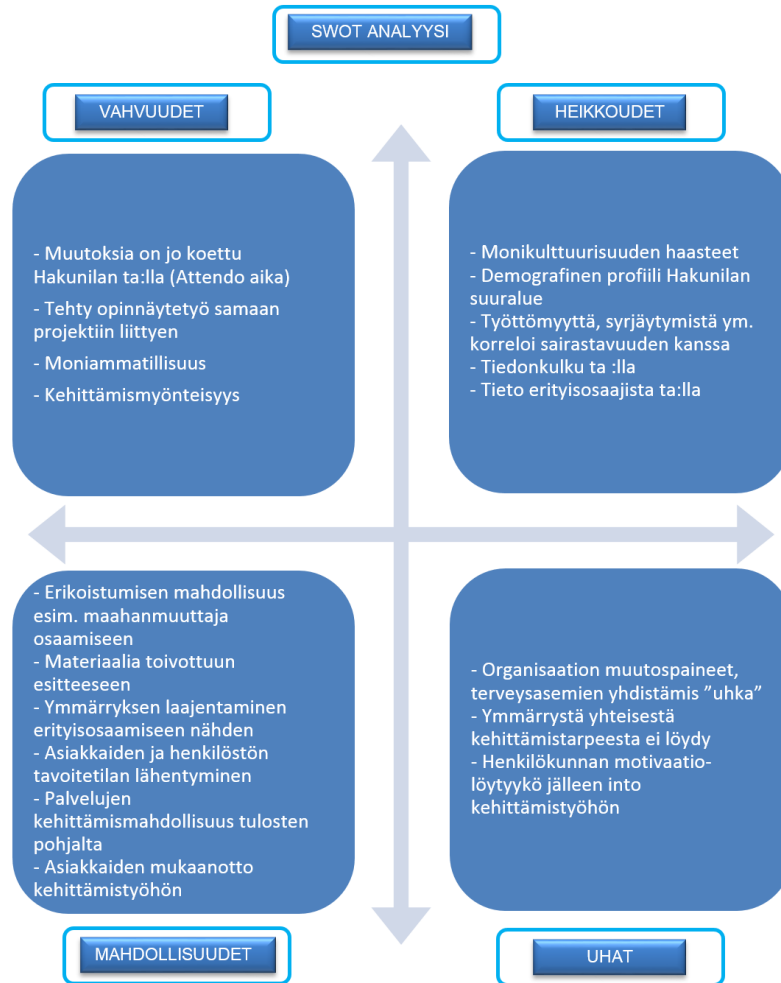 SWOT ANALYYSI
VAHVUUDET
HEIKKOUDET
- Muutoksia on jo koettu
Hakunilan ta:lla (Attendo aika)
- Tehty opinnäytetyö samaan
projektiin liittyen
- Moniammatillisuus
- Kehittämismyönteisyys
- Monikulttuurisuuden haasteet
- Demografinen profiili Hakunilan
suuralue
- Työttömyyttä, syrjäytymistä ym.
korreloi sairastavuuden kanssa
- Tiedonkulku ta :lla
- Tieto erityisosaajista ta:lla
- Erikoistumisen mahdollisuus
esim. maahanmuuttaja
osaamiseen
- Materiaalia toivottuun
esitteeseen
- Ymmärryksen laajentaminen
erityisosaamiseen nähden
- Asiakkaiden ja henkilöstön
tavoitetilan lähentyminen
- Palvelujen
kehittämismahdollisuus tulosten
pohjalta
- Asiakkaiden mukaanotto
kehittämistyöhön
- Organisaation muutospaineet,
terveysasemien yhdistämis ”uhka”
- Ymmärrystä yhteisestä
kehittämistarpeesta ei löydy
- Henkilökunnan motivaatio-
löytyykö jälleen into
kehittämistyöhön
MAHDOLLISUUDET
UHAT